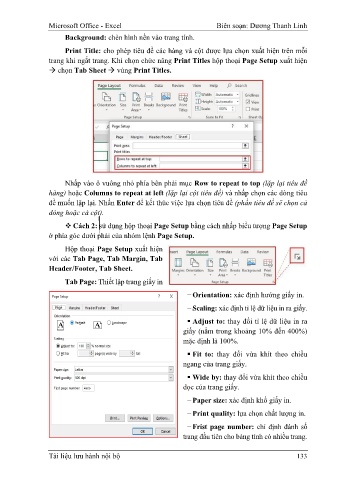 Microsoft Office - Excel Biên soạn: Dương Thanh Linh
Background: chèn hình nền vào trang tính.
Print Title: cho phép tiêu đề các hàng và cột được lựa chọn xuất hiện trên mỗi
trang khi ngắt trang. Khi chọn chức năng Print Titles hộp thoại Page Setup xuất hiện
→ chọn Tab Sheet → vùng Print Titles.
Page Layout Formulas Data Review View Help Search
Width: Automatic
Height: Automatic
Scale: 100%
Orientation Size Print Area Breaks Background Print Titles
Gridlines
View
Print
Page Setup Scale to Fit
Page Setup ? ×
Page Margins Header/Footer Sheet
Print area:
Print titles
Rows to repeat at top:
Columns to repeat at left:
Nhấp vào ô vuông nhỏ phía bên phải mục Row to repeat to top (lặp lại tiêu đề
hàng) hoặc Columns to repeat at left (lặp lại cột tiêu đề) và nhấp chọn các dòng tiêu
đề muốn lặp lại. Nhấn Enter để kết thúc việc lựa chọn tiêu đề (phần tiêu đề sẽ chọn cả
dòng hoặc cả cột).
❖ Cách 2: sử dụng hộp thoại Page Setup bằng cách nhấp biểu tượng Page Setup
ở phía góc dưới phải của nhóm lệnh Page Setup.
Hộp thoại Page Setup xuất hiện
với các Tab Page, Tab Margin, Tab
Header/Footer, Tab Sheet.
Page Layout Formulas Data Review
Margins Orientation Size Print Area Breaks Background Print Titles
Page Setup
Tab Page: Thiết lập trang giấy in
Page Setup ? ×
Page Margins Header/Footer Sheet
Orientation
Portrait Landscape
Scaling
Adjust to: 100 % normal size
Fit to: page(s) wide by tall
Paper size: Letter
Print quality: 600 dpi
First page number: Auto
Print... Print Preview Options...
OK Cancel
− Orientation: xác định hướng giấy in.
− Scaling: xác định tỉ lệ dữ liệu in ra giấy.
▪ Adjust to: thay đổi tỉ lệ dữ liệu in ra
giấy (nằm trong khoảng 10% đến 400%)
mặc định là 100%.
▪ Fit to: thay đổi vừa khít theo chiều
ngang của trang giấy.
▪ Wide by: thay đổi vừa khít theo chiều
dọc của trang giấy.
− Paper size: xác định khổ giấy in.
− Print quality: lựa chọn chất lượng in.
− Frist page number: chỉ định đánh số
trang đầu tiên cho bảng tính có nhiều trang.
Tài liệu lưu hành nội bộ 133